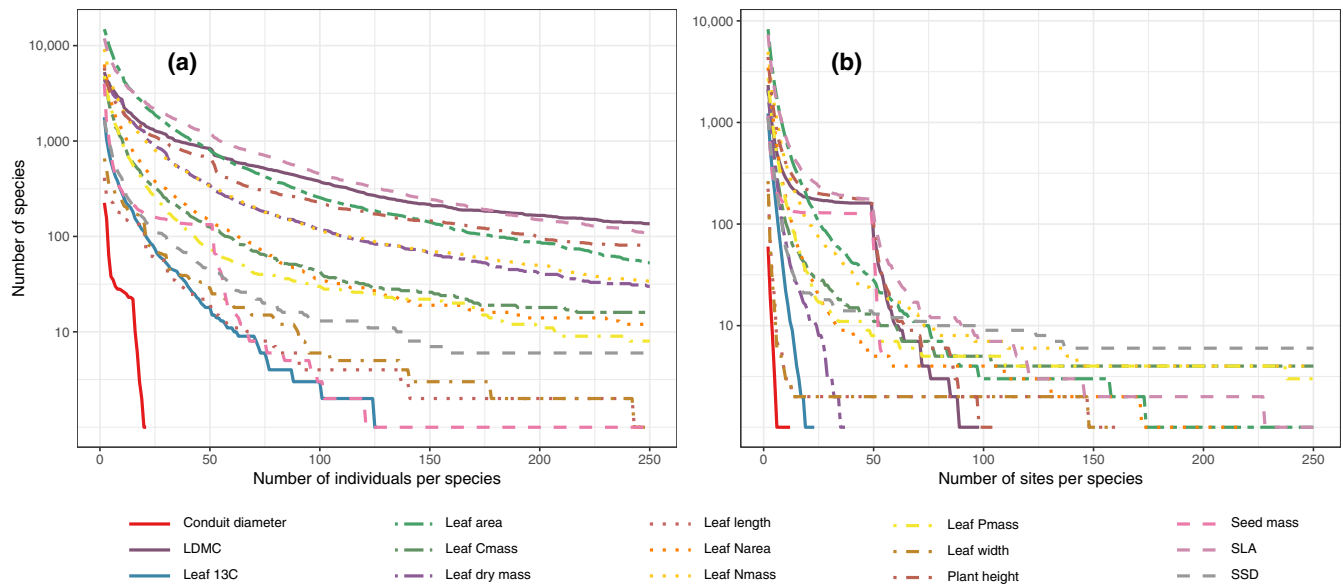 (a)
(b)
10,000
1,000
100
10
Number of species
0
50
100
150
200
250
Number of individuals per species
10,000
1,000
100
10
0
50
100
150
200
250
Number of sites per species
Conduit diameter
LDMC
Leaf 13C
Leaf area
Leaf Cmass
Leaf dry mass
Leaf length
Leaf Narea
Leaf Nmass
Leaf Pmass
Leaf width
Plant height
Seed mass
SLA
SSD